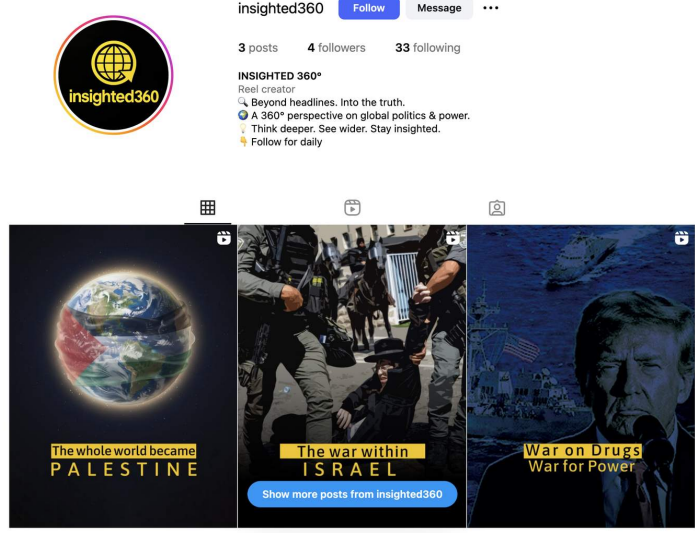 insighted360 Follow Message
3 posts 4 followers 33 following
INSIGHTED 360°
Reel creator
Beyond headlines. Into the truth.
A 360° perspective on global politics & power.
Think deeper. See wider. Stay insighted.
Follow for daily
insighted360
The whole world became
PALESTINE
The war within
ISRAEL
War on Drugs
War for Power
Show more posts from insighted360